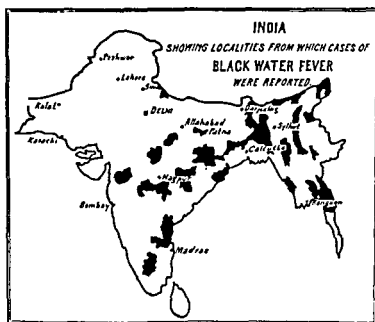 INDIA
SHOWING LOCALITIES FROM WHICH CASES OF
BLACK WATER FEVER
WERE REPORTED
Peshwar
Lahore
Simla
Kalat
DELHI
Darjeeling
Karachi
Allahabad
Patna
Sylhet
Calcutta
Nagpur
Bombay
Rangoon
Madras